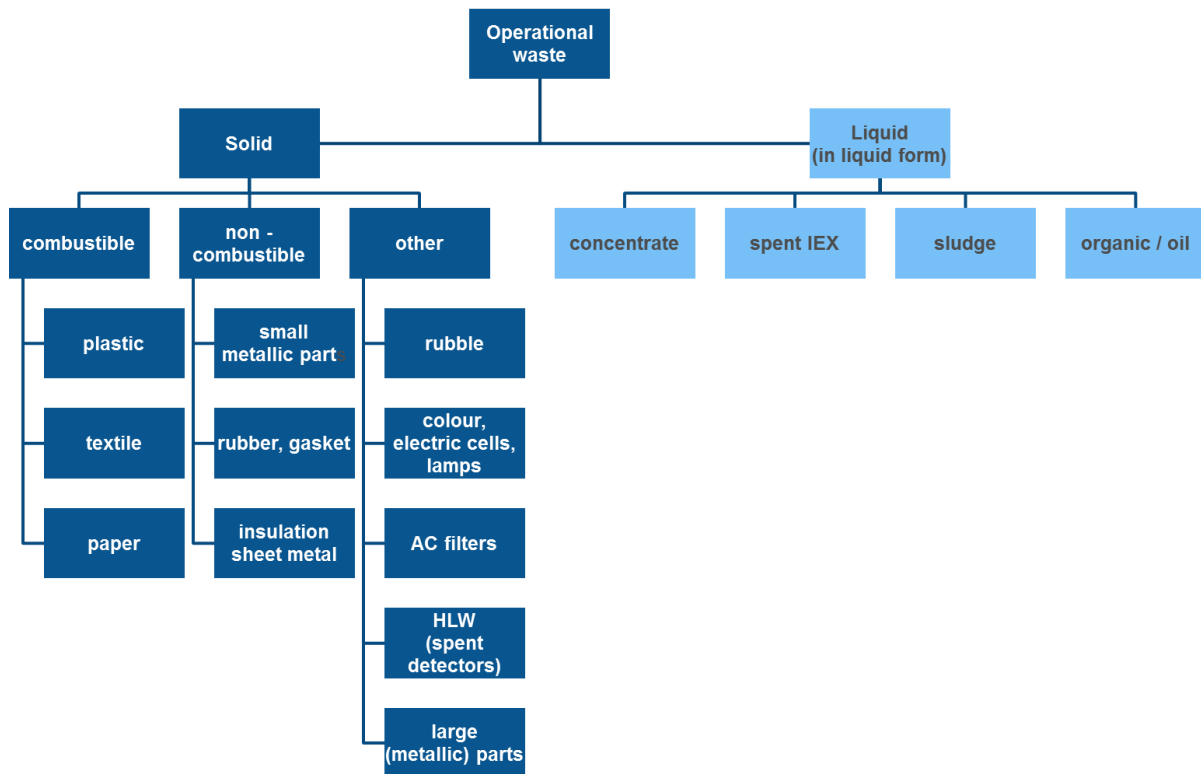 Operational
waste
Solid
Liquid
(in liquid form)
combustible
non -
combustible
other
concentrate
spent IEX
sludge
organic / oil
plastic
small
metallic parts
rubble
textile
rubber, gasket
colour,
electric cells,
lamps
paper
insulation
sheet metal
AC filters
HLW
(spent
detectors)
large
(metallic) parts